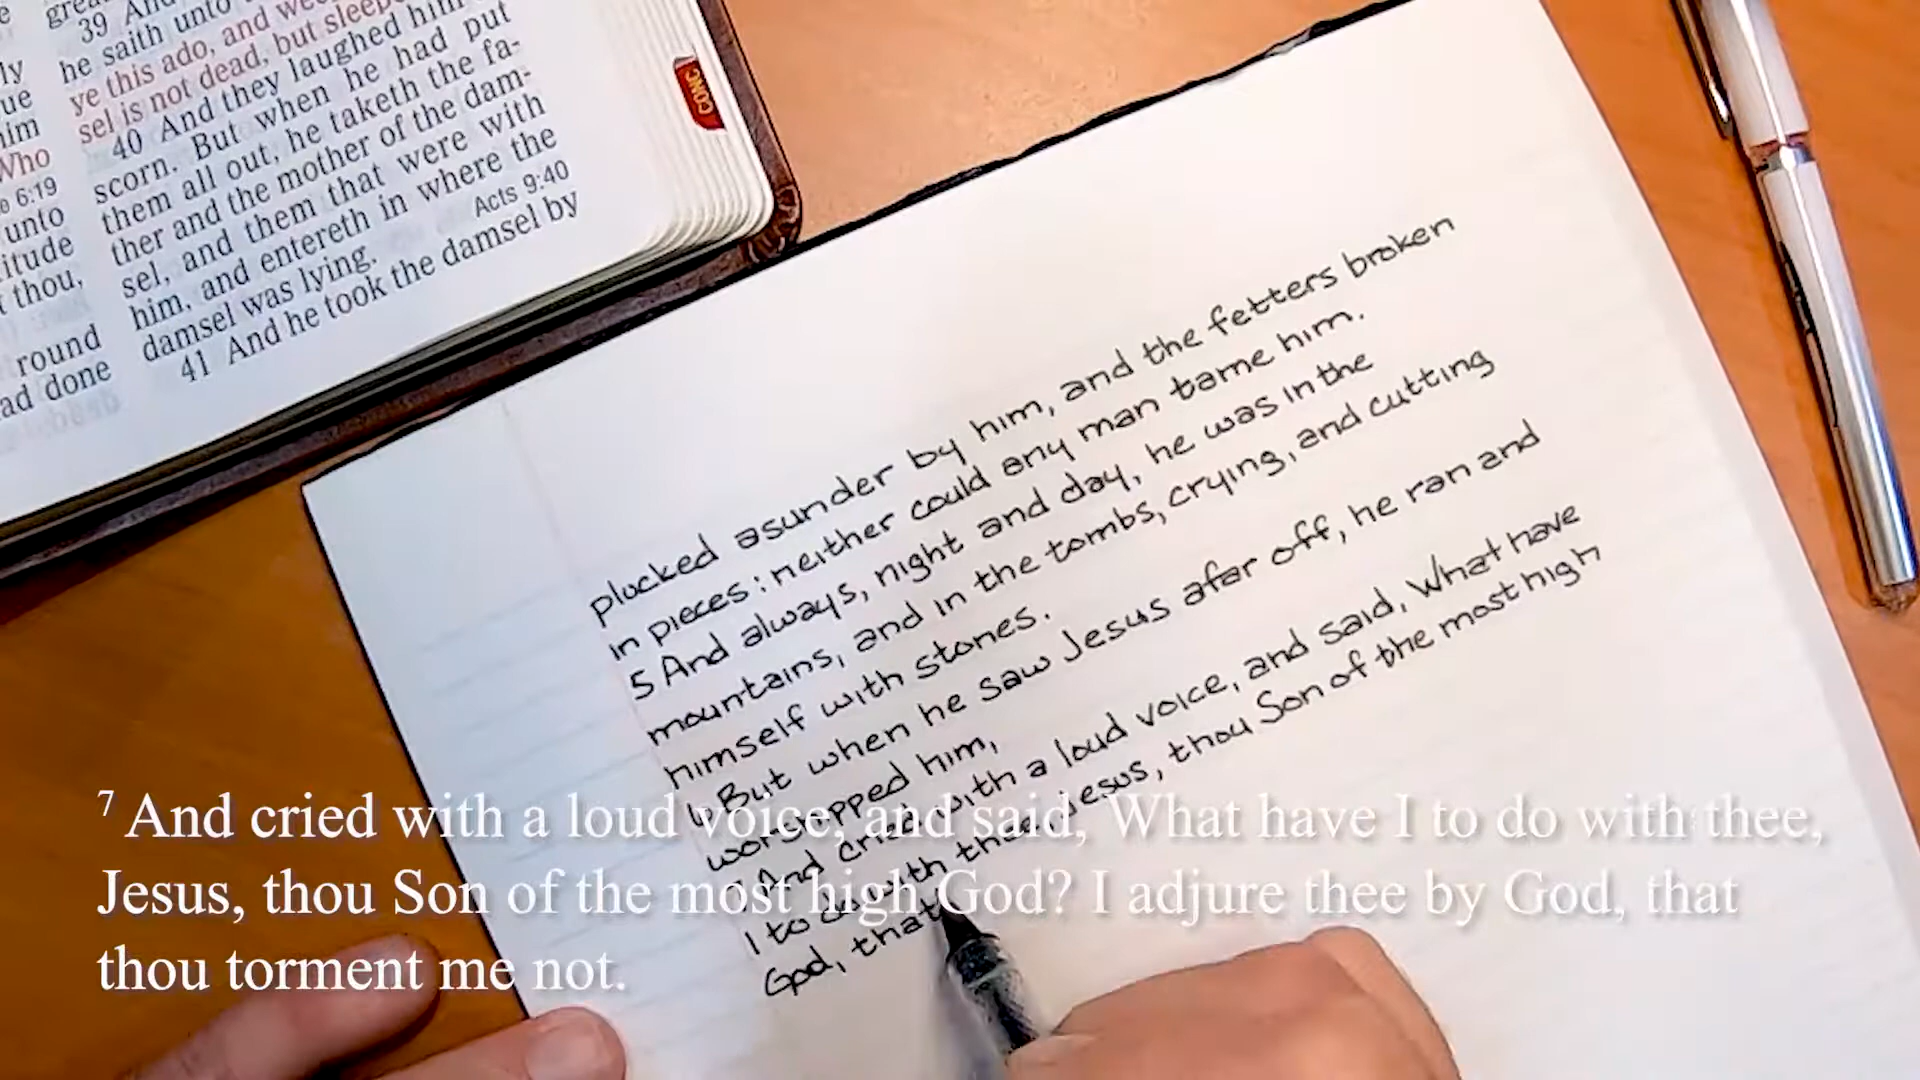 ly
ue
him
Who
e 6:19
unto
itude
thou,
round
ad done
39 And
he saith unto
ye this ado, and
sel is not dead, but
40 And they laughed him
scorn. But when he had put
them all out, he taketh the fa-
ther and the mother of the dam-
sel, and them that were with
him, and entereth in where the
damsel was lying.
Acts 9:40
41 And he took the damsel by
CONC
plucked asunder by him, and the fetters broken
in pieces: neither could any man tame him.
5 And always, night and day, he was in the
mountains, and in the tombs, crying, and cutting
himself with stones.
6 But when he saw Jesus afar off, he ran and
worshipped him,
7 And cried with a loud voice, and said, What have
I to do with thee, Jesus, thou Son of the most high
God, that
7 And cried with a loud voice, and said, What have I to do with thee,
Jesus, thou Son of the most high God? I adjure thee by God, that
thou torment me not.